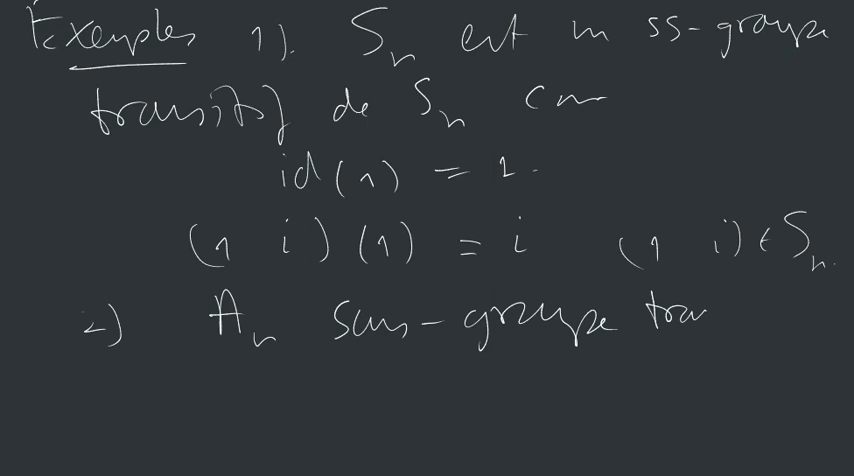 Exemples 1). Sn est un ss-groupe
transitif de Sn car
id(1) = 1.
(1 i)(1) = i (1 i) ∈ Sn.
2) An sous-groupe tra